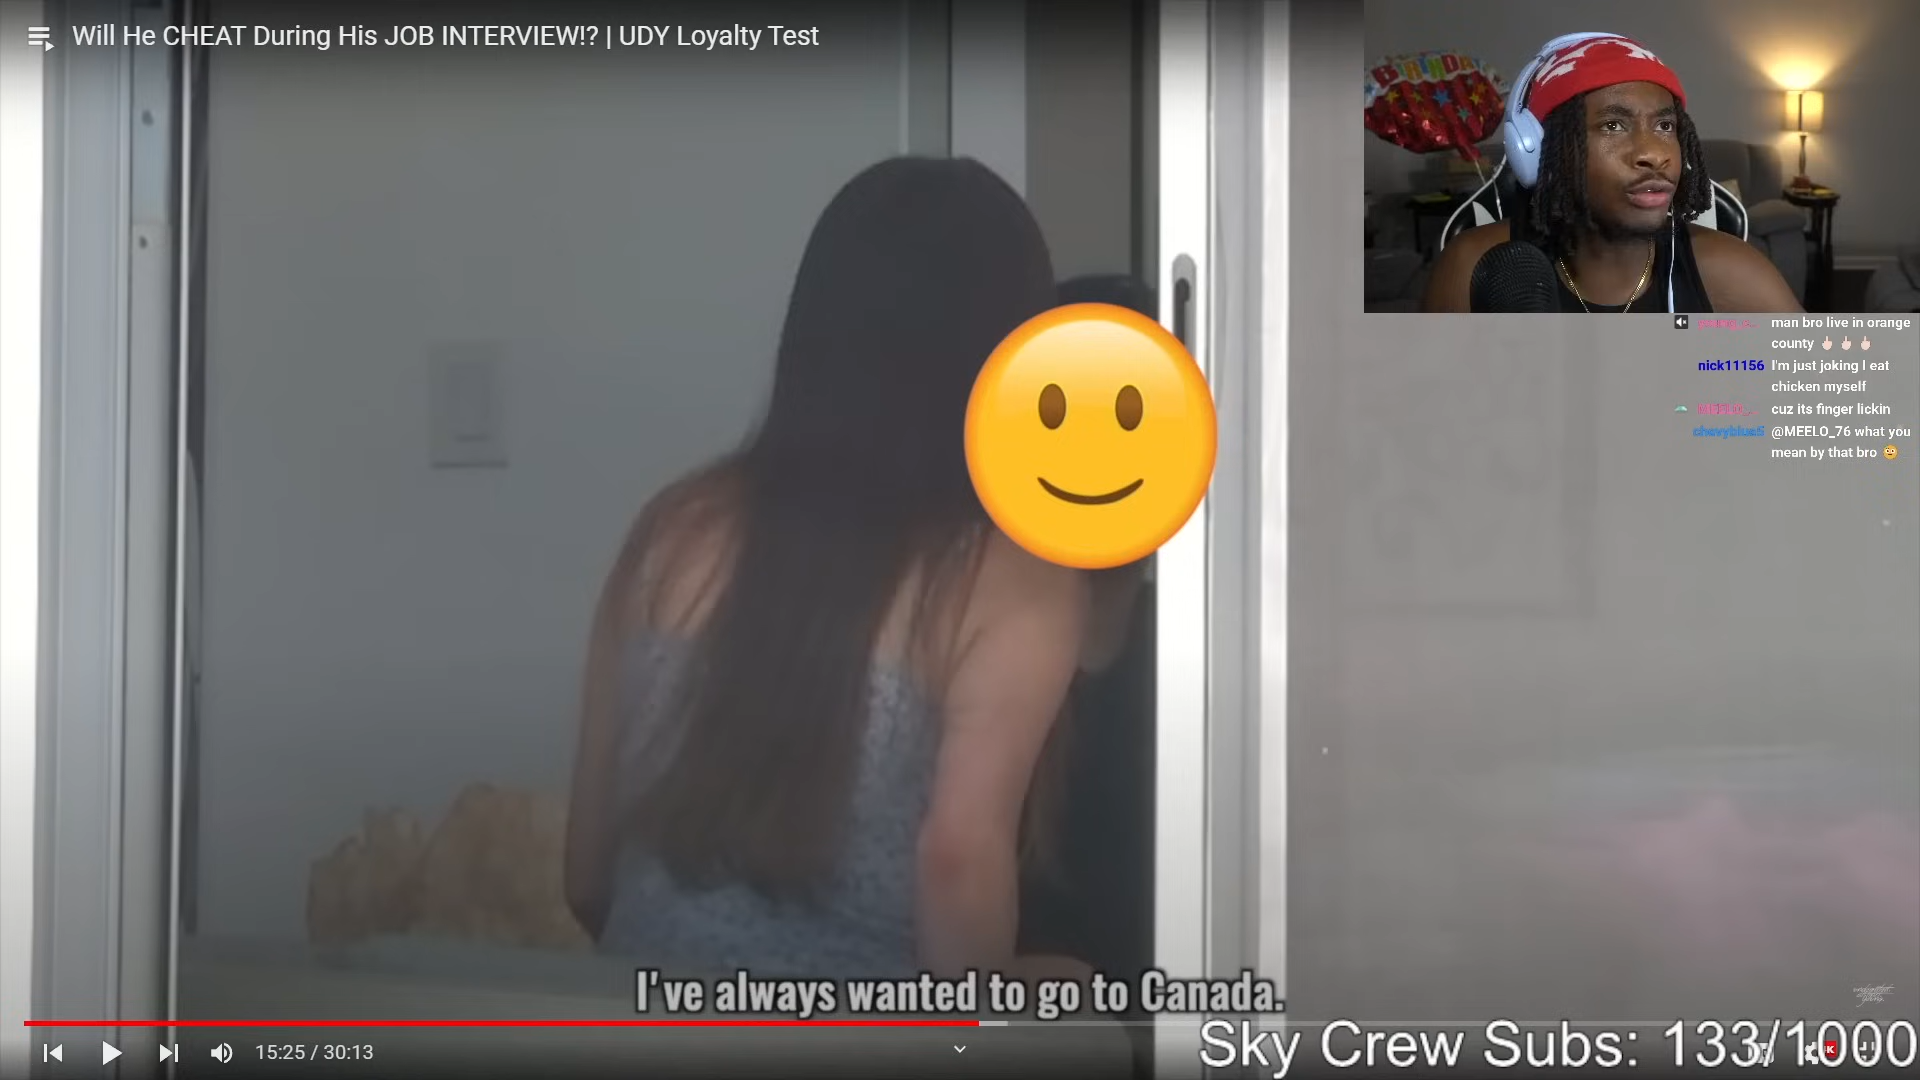 Will He CHEAT During His JOB INTERVIEW!? | UDY Loyalty Test
BIRTHDAY
man bro live in orange
county 🖕🏻 🖕🏻 🖕🏻
nick11156 I'm just joking I eat
chicken myself
cuz its finger lickin
chevyblue5 @MEELO_76 what you
mean by that bro 🙂
I've always wanted to go to Canada.
15:25 / 30:13
Sky Crew Subs: 133/1000